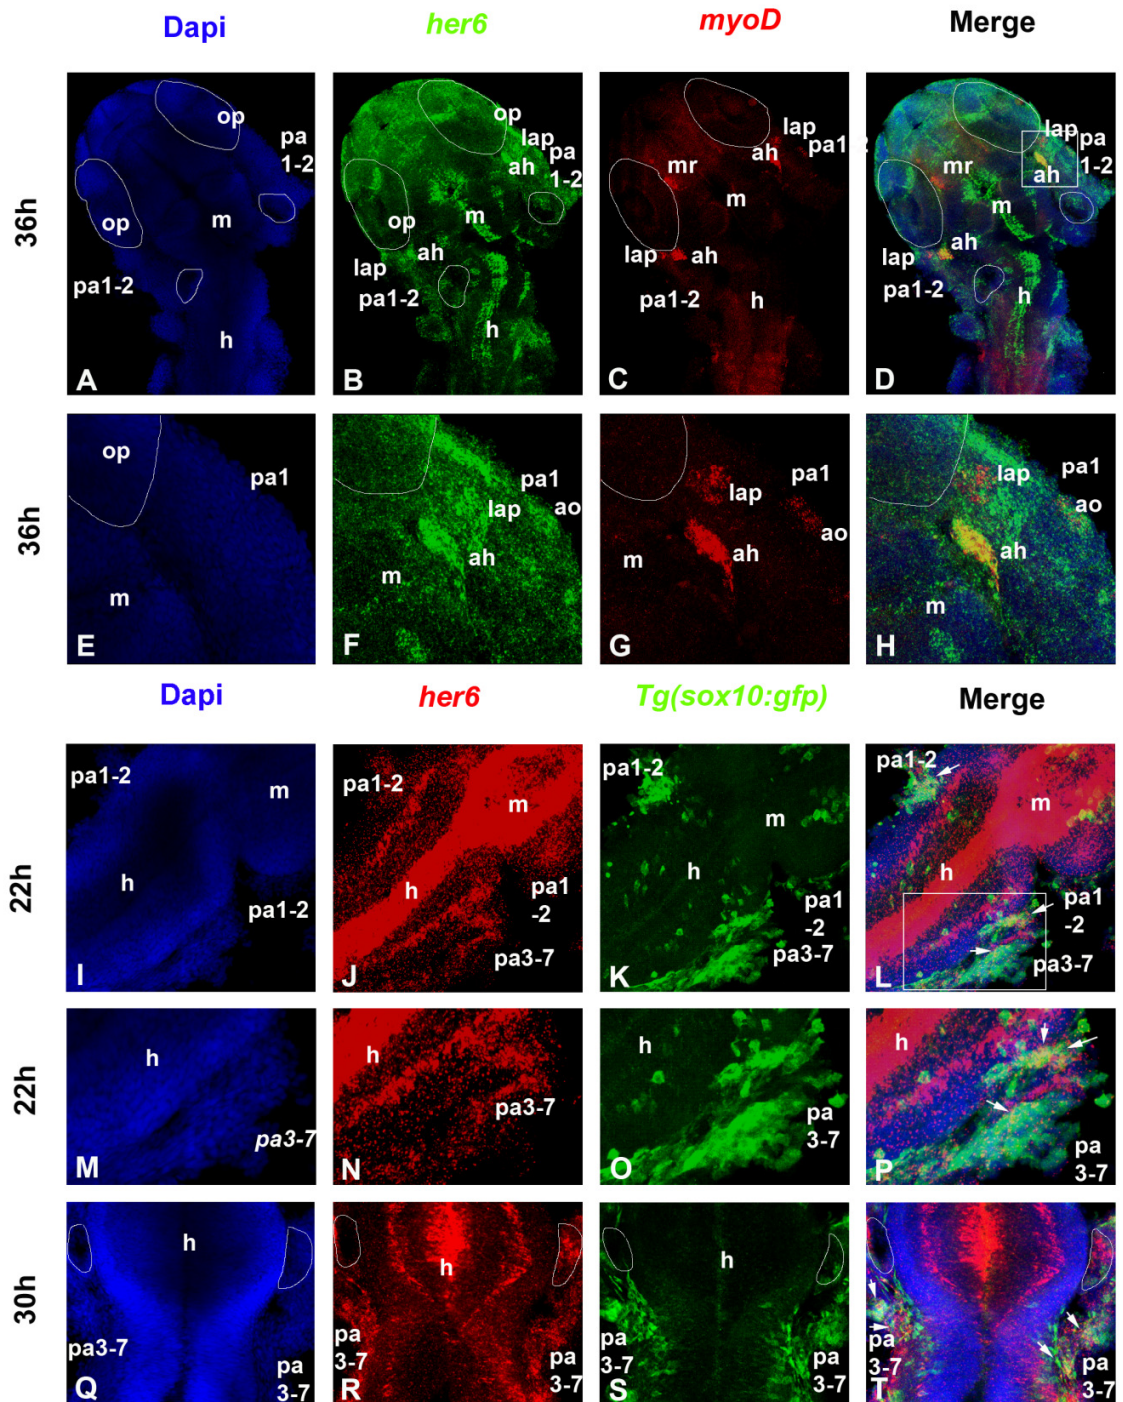 Dapi her6 myoD Merge
36h
op
pa
1-2
op
m
pa1-2
h
A
op
lap
pa
ah
1-2
op
m
ah
lap
pa1-2
h
B
lap
pa1-2
ah
mr
m
lap
ah
pa1-2
h
C
lap
pa
1-2
mr
ah
m
ah
lap
pa1-2
h
D
36h
op
pa1
m
E
pa1
lap
ao
ah
m
F
pa1
lap
ao
ah
m
G
pa1
lap
ao
ah
m
H
Dapi her6 Tg(sox10:gfp) Merge
22h
pa1-2
m
h
pa1-2
I
pa1-2
m
h
pa1
-2
pa3-7
J
pa1-2
m
h
pa1
-2
pa3-7
K
pa1-2
m
h
pa1
-2
pa3-7
L
22h
h
pa3-7
M
h
pa3-7
N
h
pa
3-7
O
h
pa
3-7
P
30h
h
pa3-7
pa
3-7
Q
h
pa
3-7
pa
3-7
R
h
pa
3-7
pa
3-7
S
pa
3-7
pa
3-7
T